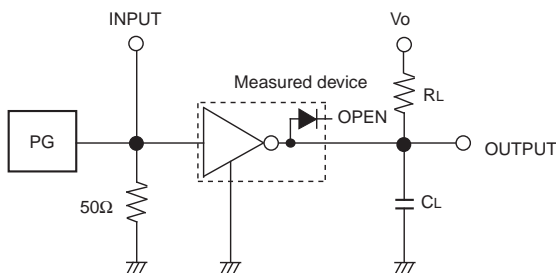 INPUT
Vo
Measured device
RL
OPEN
PG
OUTPUT
50Ω
CL